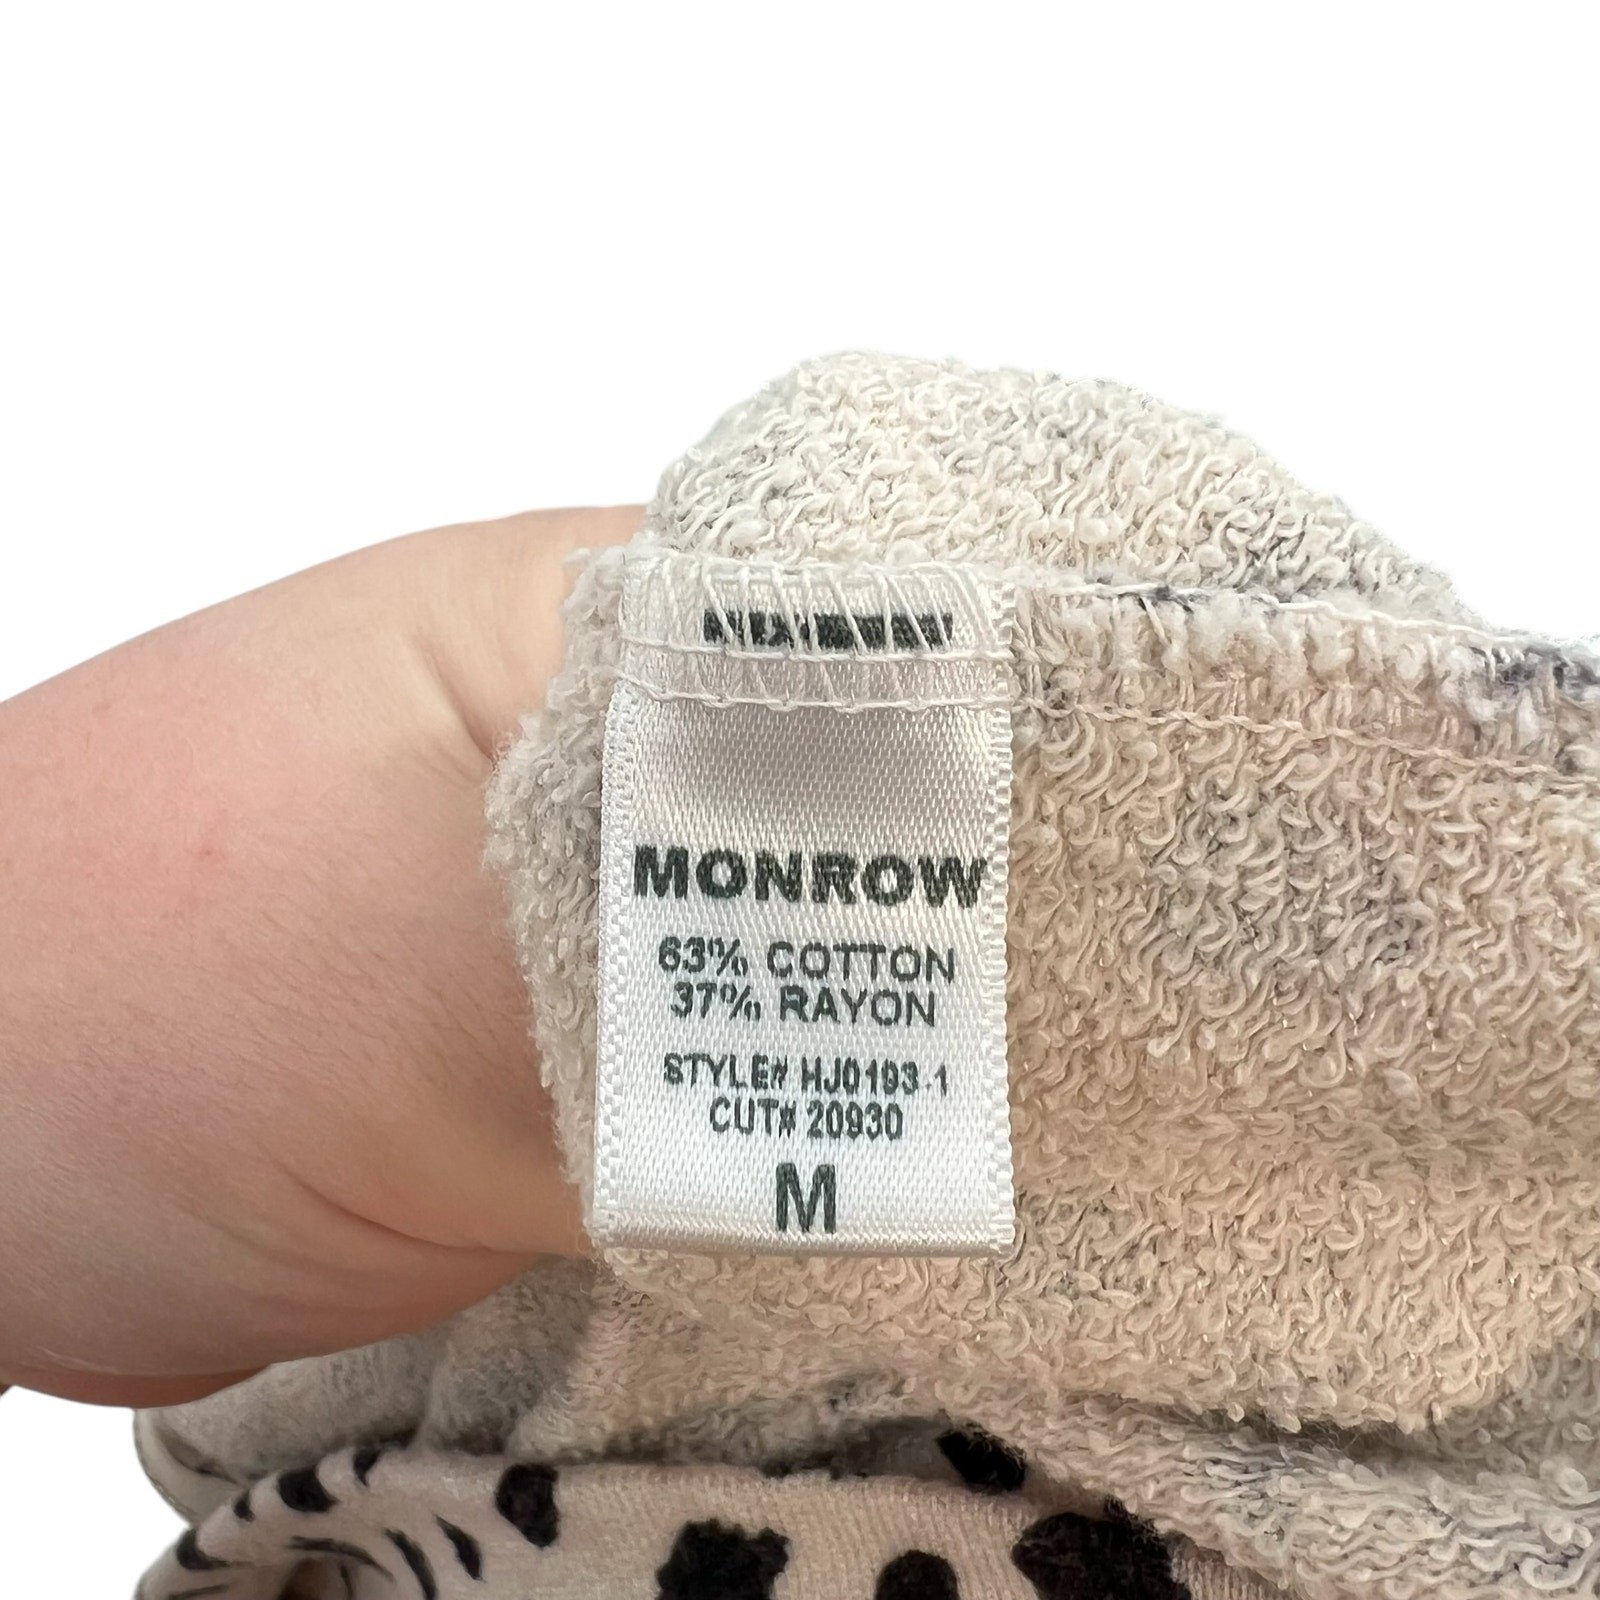 MONROW
63% COTTON
37% RAYON
STYLE# HJ0193-1
CUT# 20930
M